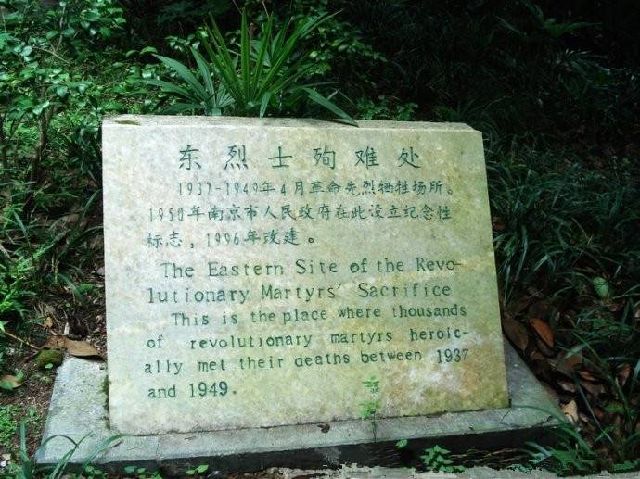 东烈士殉难处
1937-1949年4月革命先烈牺牲场所。
1950年南京市人民政府在此设立纪念性
标志，1996年改建。
The Eastern Site of the Revo-
lutionary Martyrs' Sacrifice
This is the place where thousands
of revolutionary martyrs heroic-
ally met their deaths between 1937
and 1949.